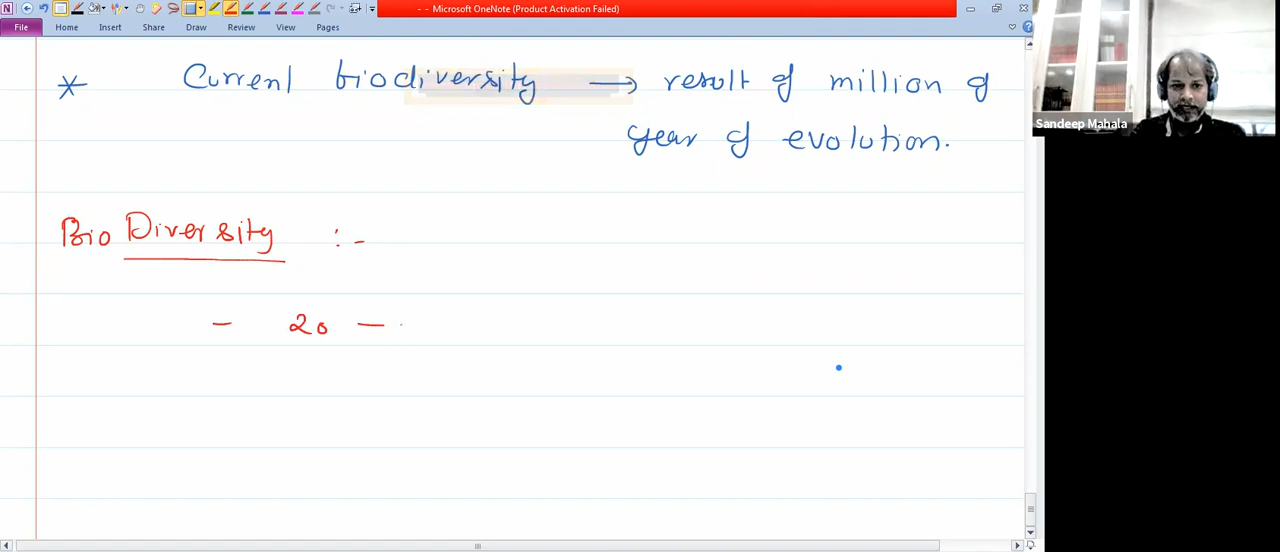 - - Microsoft OneNote (Product Activation Failed)
File Home Insert Share Draw Review View Pages
* Current biodiversity → result of million of
year of evolution.
Sandeep Mahala
Bio Diversity :-
- 20 -